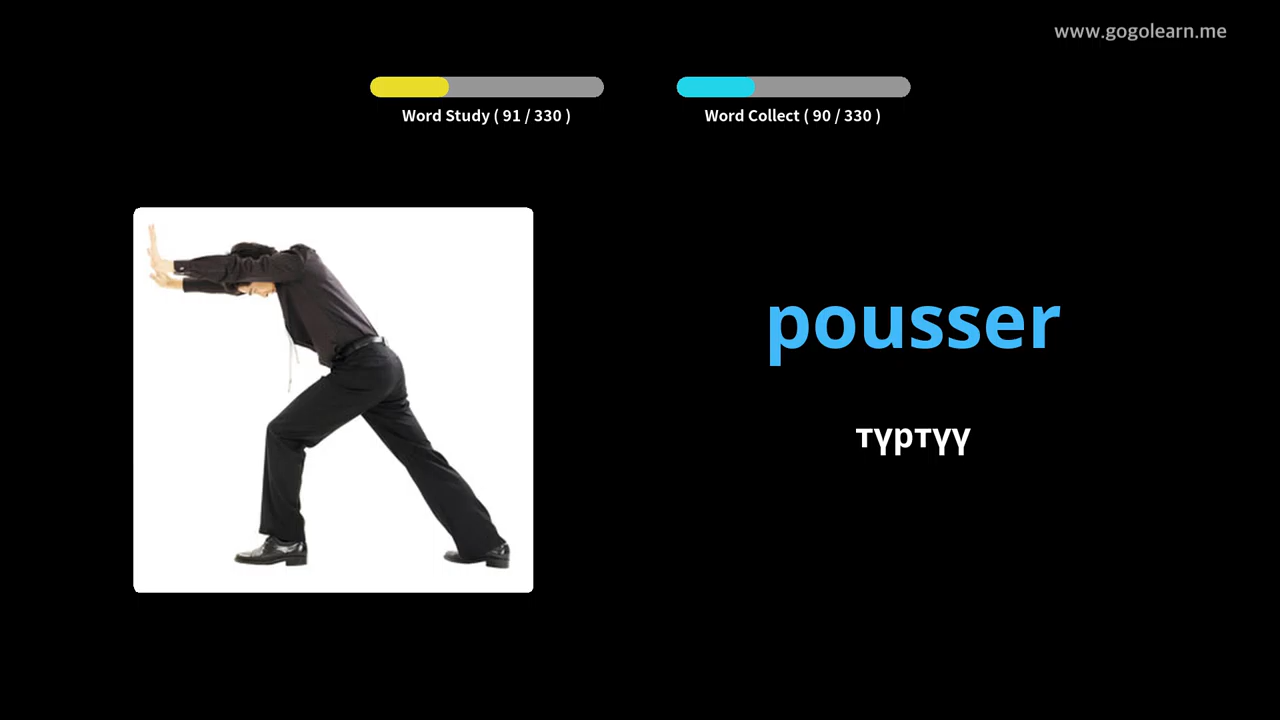 www.gogolearn.me
Word Study ( 91 / 330 )
Word Collect ( 90 / 330 )
pousser
түртүү